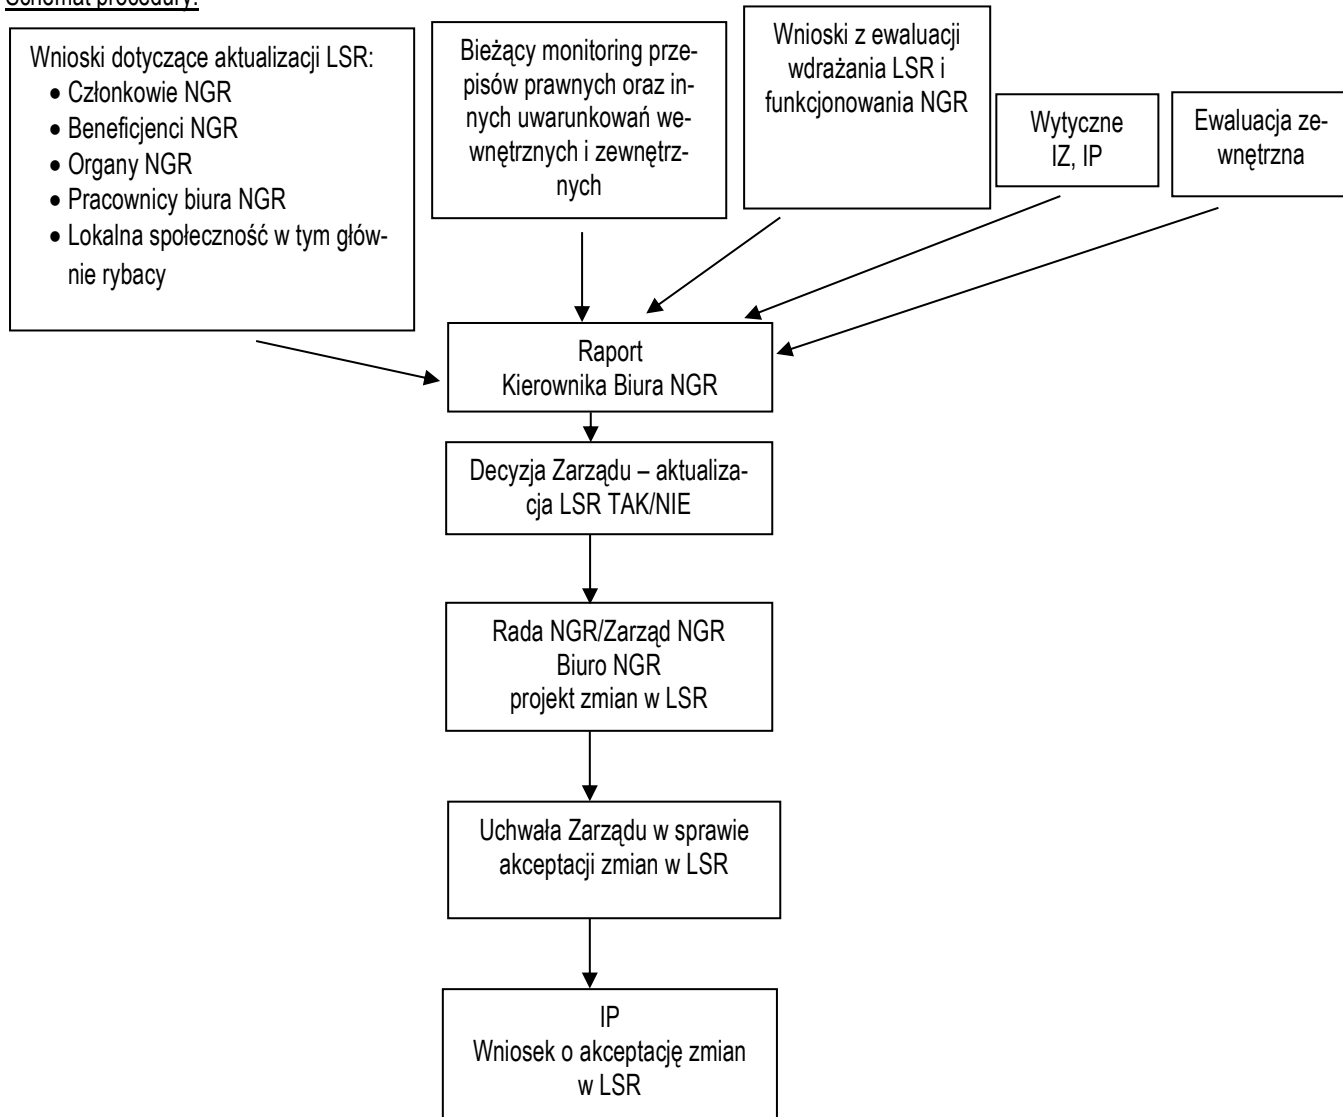 Schemat procedury:
Wnioski dotyczące aktualizacji LSR:
• Członkowie NGR
• Beneficjenci NGR
• Organy NGR
• Pracownicy biura NGR
• Lokalna społeczność w tym głów-
nie rybacy
Bieżący monitoring prze-
pisów prawnych oraz in-
nych uwarunkowań we-
wnętrznych i zewnętrz-
nych
Wnioski z ewaluacji
wdrażania LSR i
funkcjonowania NGR
Wytyczne
IZ, IP
Ewaluacja ze-
wnętrzna
Raport
Kierownika Biura NGR
Decyzja Zarządu – aktualiza-
cja LSR TAK/NIE
Rada NGR/Zarząd NGR
Biuro NGR
projekt zmian w LSR
Uchwała Zarządu w sprawie
akceptacji zmian w LSR
IP
Wniosek o akceptację zmian
w LSR